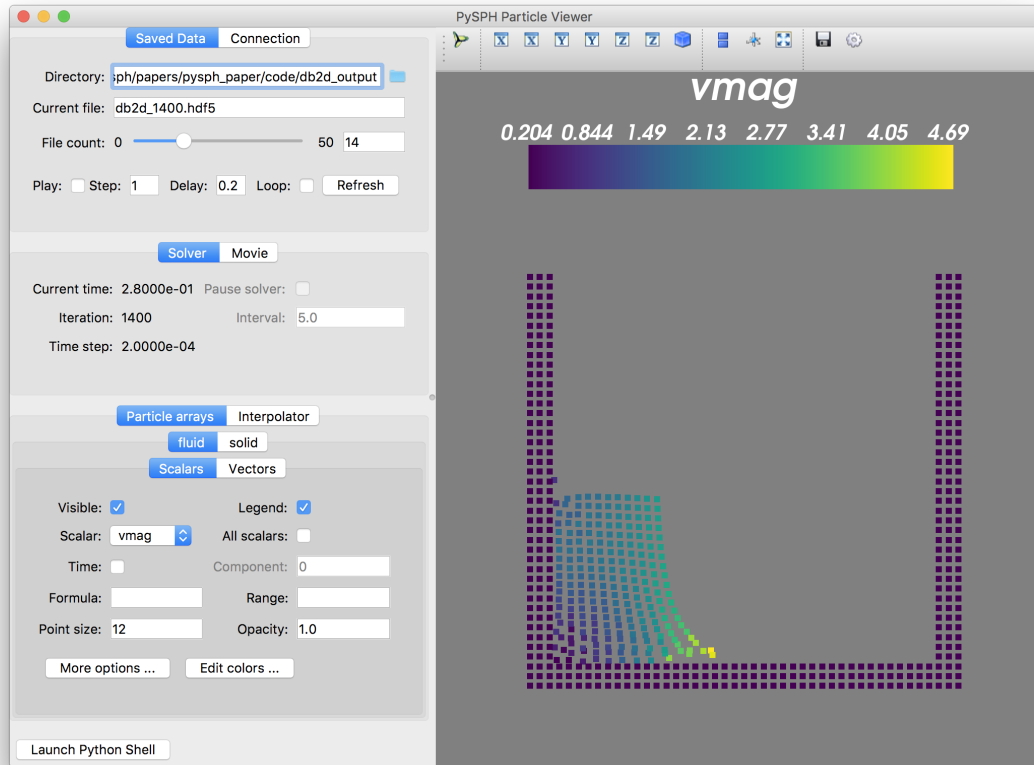 PySPH Particle Viewer
Saved Data Connection
Directory: sph/papers/pysph_paper/code/db2d_output
Current file: db2d_1400.hdf5
File count: 0 50 14
Play: Step: 1 Delay: 0.2 Loop: Refresh
Solver Movie
Current time: 2.8000e-01 Pause solver:
Iteration: 1400 Interval: 5.0
Time step: 2.0000e-04
Particle arrays Interpolator
fluid solid
Scalars Vectors
Visible: Legend:
Scalar: vmag All scalars:
Time: Component: 0
Formula: Range:
Point size: 12 Opacity: 1.0
More options ... Edit colors ...
Launch Python Shell
X X Y Y Z Z
vmag
0.204 0.844 1.49 2.13 2.77 3.41 4.05 4.69